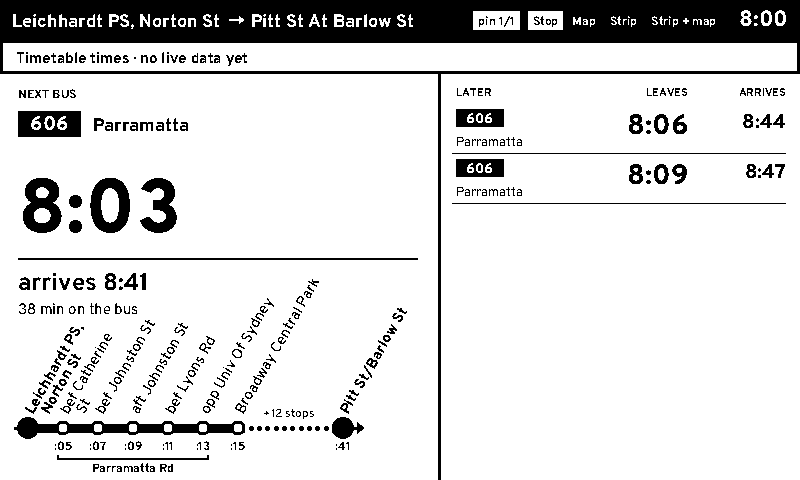 Leichhardt PS, Norton St → Pitt St At Barlow St
pin 1/1 Stop Map Strip Strip + map 8:00
Timetable times · no live data yet
NEXT BUS
606 Parramatta
8:03
arrives 8:41
38 min on the bus
Leichhardt PS,
Norton St
bef Catherine
St
bef Johnston St
aft Johnston St
bef Lyons Rd
opp Univ Of Sydney
Broadway Central Park
+12 stops
Pitt St/Barlow St
:05 :07 :09 :11 :13 :15 :41
Parramatta Rd
LATER LEAVES ARRIVES
606 8:06 8:44
Parramatta
606 8:09 8:47
Parramatta